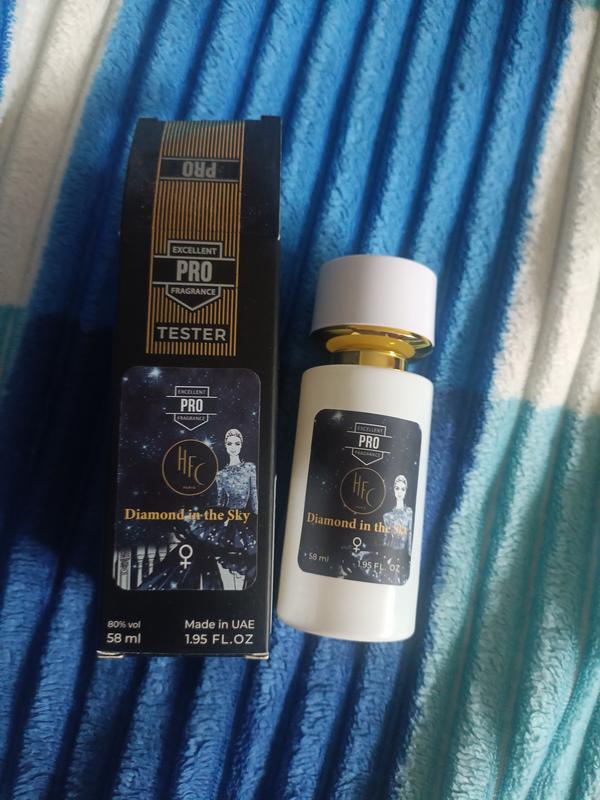 PRO
EXCELLENT
PRO
FRAGRANCE
TESTER
EXCELLENT
PRO
FRAGRANCE
HFC
PARIS
Diamond in the Sky
80% vol
58 ml
Made in UAE
1.95 FL.OZ
EXCELLENT
PRO
FRAGRANCE
HFC
PARIS
Diamond in the Sky
58 ml
1.95 FL. OZ